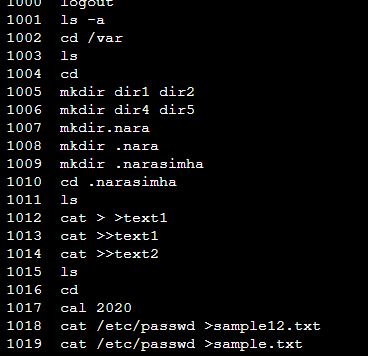 1000 logout
1001 ls -a
1002 cd /var
1003 ls
1004 cd
1005 mkdir dir1 dir2
1006 mkdir dir4 dir5
1007 mkdir.nara
1008 mkdir .nara
1009 mkdir .narasimha
1010 cd .narasimha
1011 ls
1012 cat > >text1
1013 cat >>text1
1014 cat >>text2
1015 ls
1016 cd
1017 cal 2020
1018 cat /etc/passwd >sample12.txt
1019 cat /etc/passwd >sample.txt